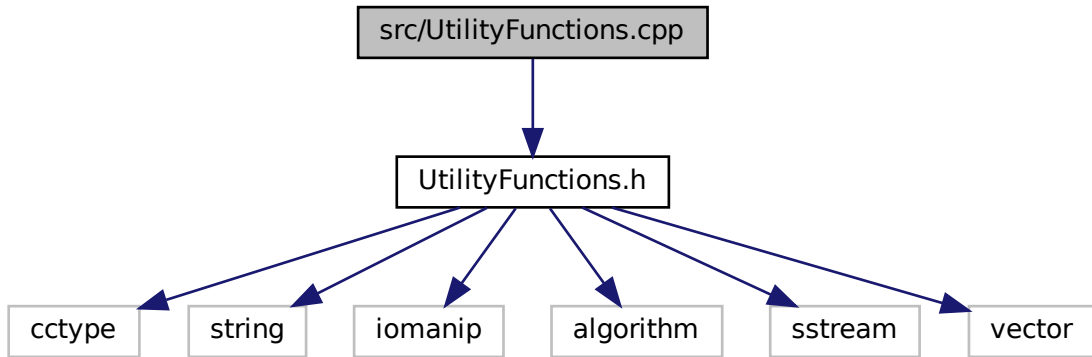 src/UtilityFunctions.cpp
UtilityFunctions.h
cctype string iomanip algorithm sstream vector